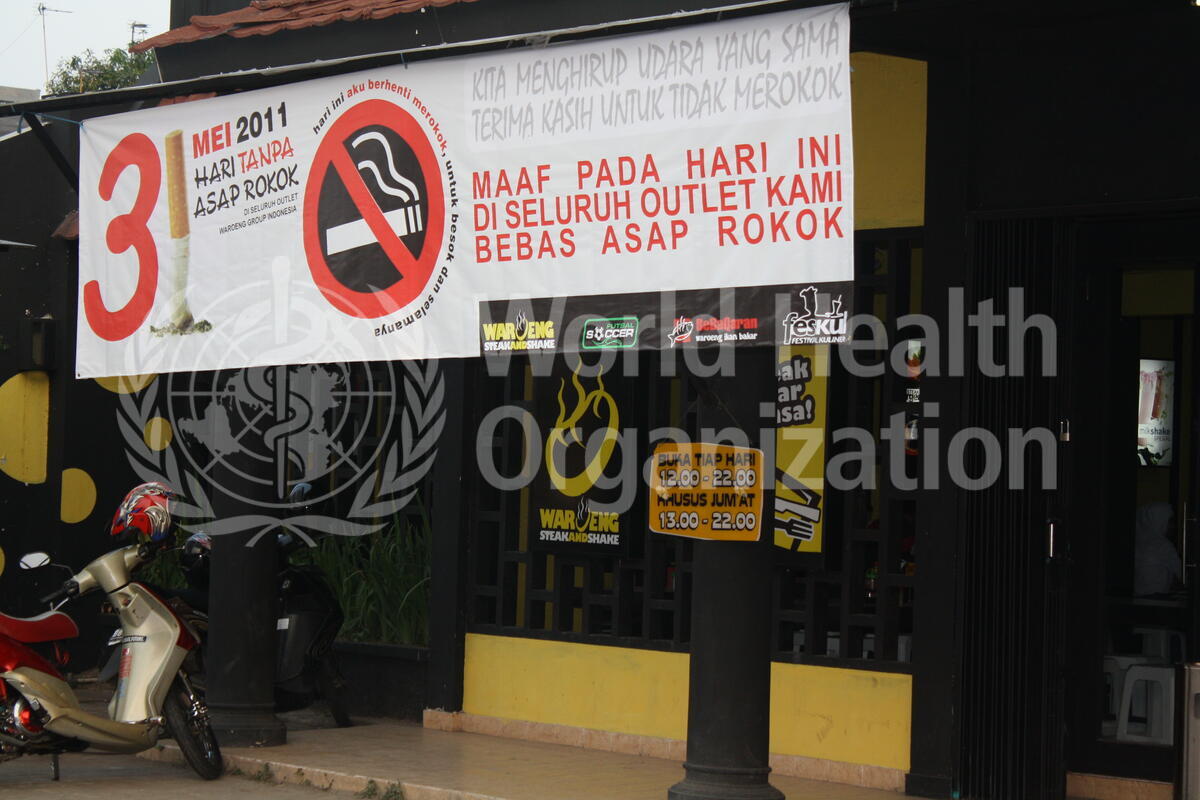 31
MEI 2011
HARI TANPA
ASAP ROKOK
DI SELURUH OUTLET
WAROENG GROUP INDONESIA
hari ini aku berhenti merokok, untuk besok dan selamanya
KITA MENGHIRUP UDARA YANG SAMA
TERIMA KASIH UNTUK TIDAK MEROKOK
MAAF PADA HARI INI
DI SELURUH OUTLET KAMI
BEBAS ASAP ROKOK
WAROENG
STEAKANDSHAKE
FUTSAL
SOCCER
BeBaQaran
waroeng ikan bakar
fesku
FESTIVAL KULINER
World Health
Organization
WAROENG
STEAKANDSHAKE
BUKA TIAP HARI
12.00 - 22.00
KHUSUS JUM'AT
13.00 - 22.00